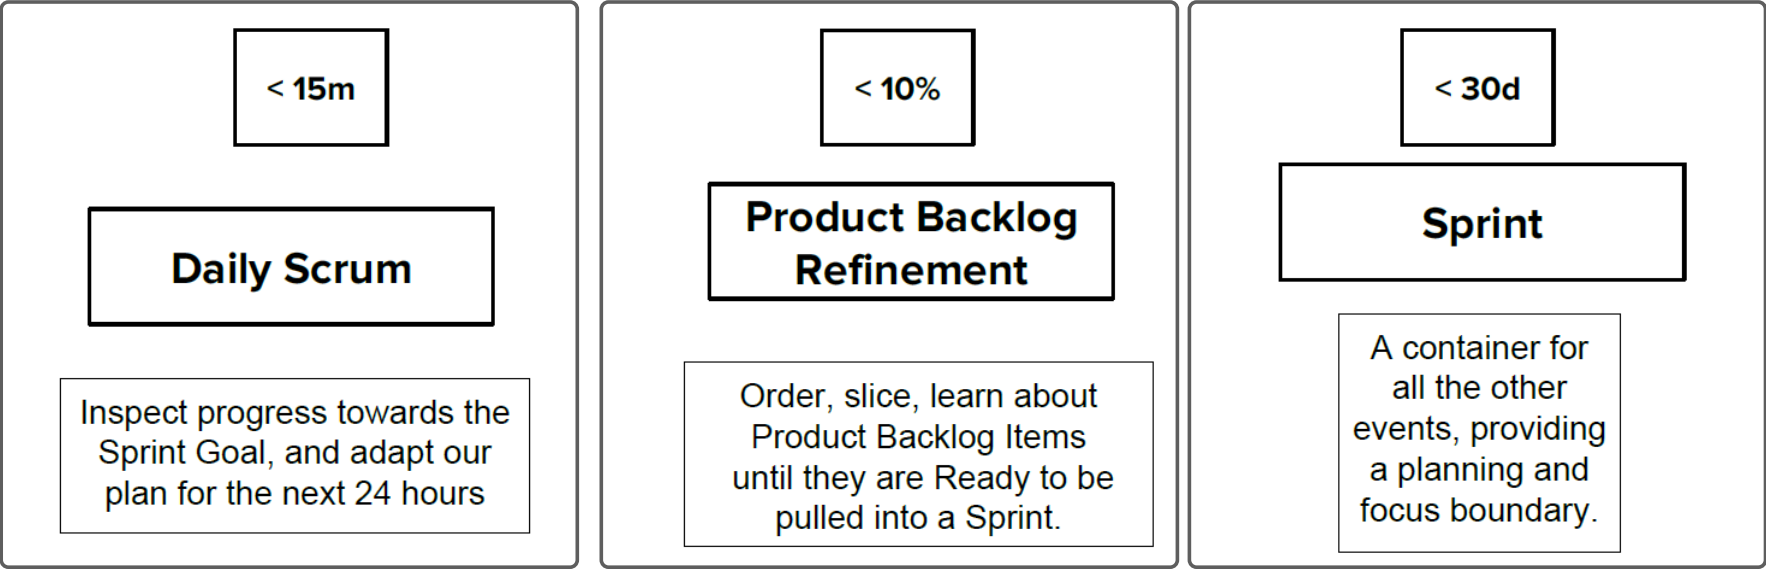 < 15m
Daily Scrum
Inspect progress towards the
Sprint Goal, and adapt our
plan for the next 24 hours
< 10%
Product Backlog
Refinement
Order, slice, learn about
Product Backlog Items
until they are Ready to be
pulled into a Sprint.
< 30d
Sprint
A container for
all the other
events, providing
a planning and
focus boundary.